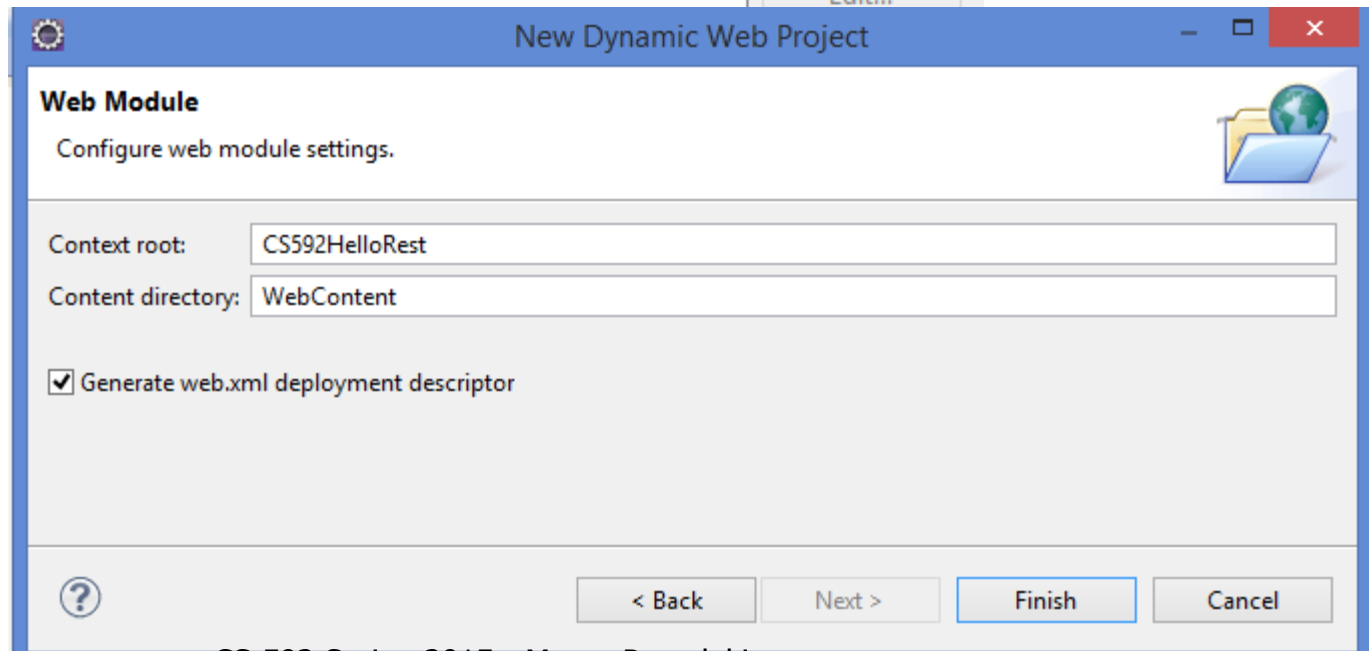 Edit...
New Dynamic Web Project
Web Module
Configure web module settings.
Context root: CS592HelloRest
Content directory: WebContent
Generate web.xml deployment descriptor
< Back Next > Finish Cancel